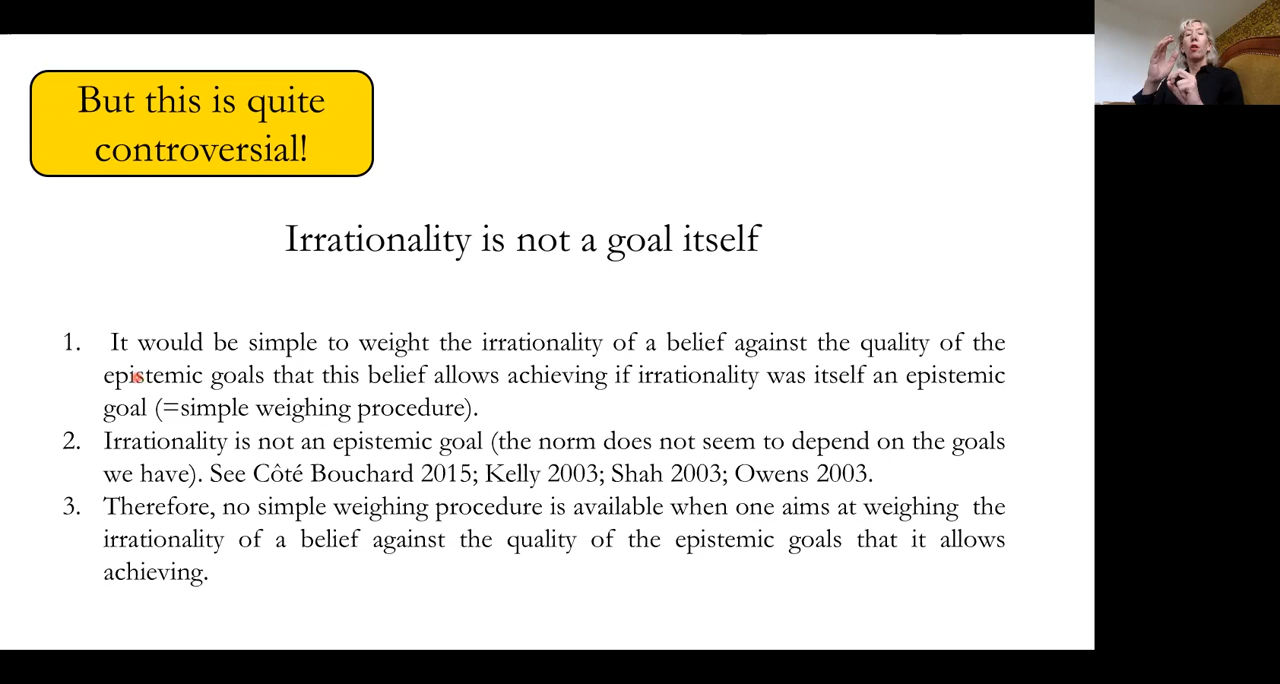 But this is quite
controversial!
Irrationality is not a goal itself
1. It would be simple to weight the irrationality of a belief against the quality of the
epistemic goals that this belief allows achieving if irrationality was itself an epistemic
goal (=simple weighing procedure).
2. Irrationality is not an epistemic goal (the norm does not seem to depend on the goals
we have). See Côté Bouchard 2015; Kelly 2003; Shah 2003; Owens 2003.
3. Therefore, no simple weighing procedure is available when one aims at weighing the
irrationality of a belief against the quality of the epistemic goals that it allows
achieving.